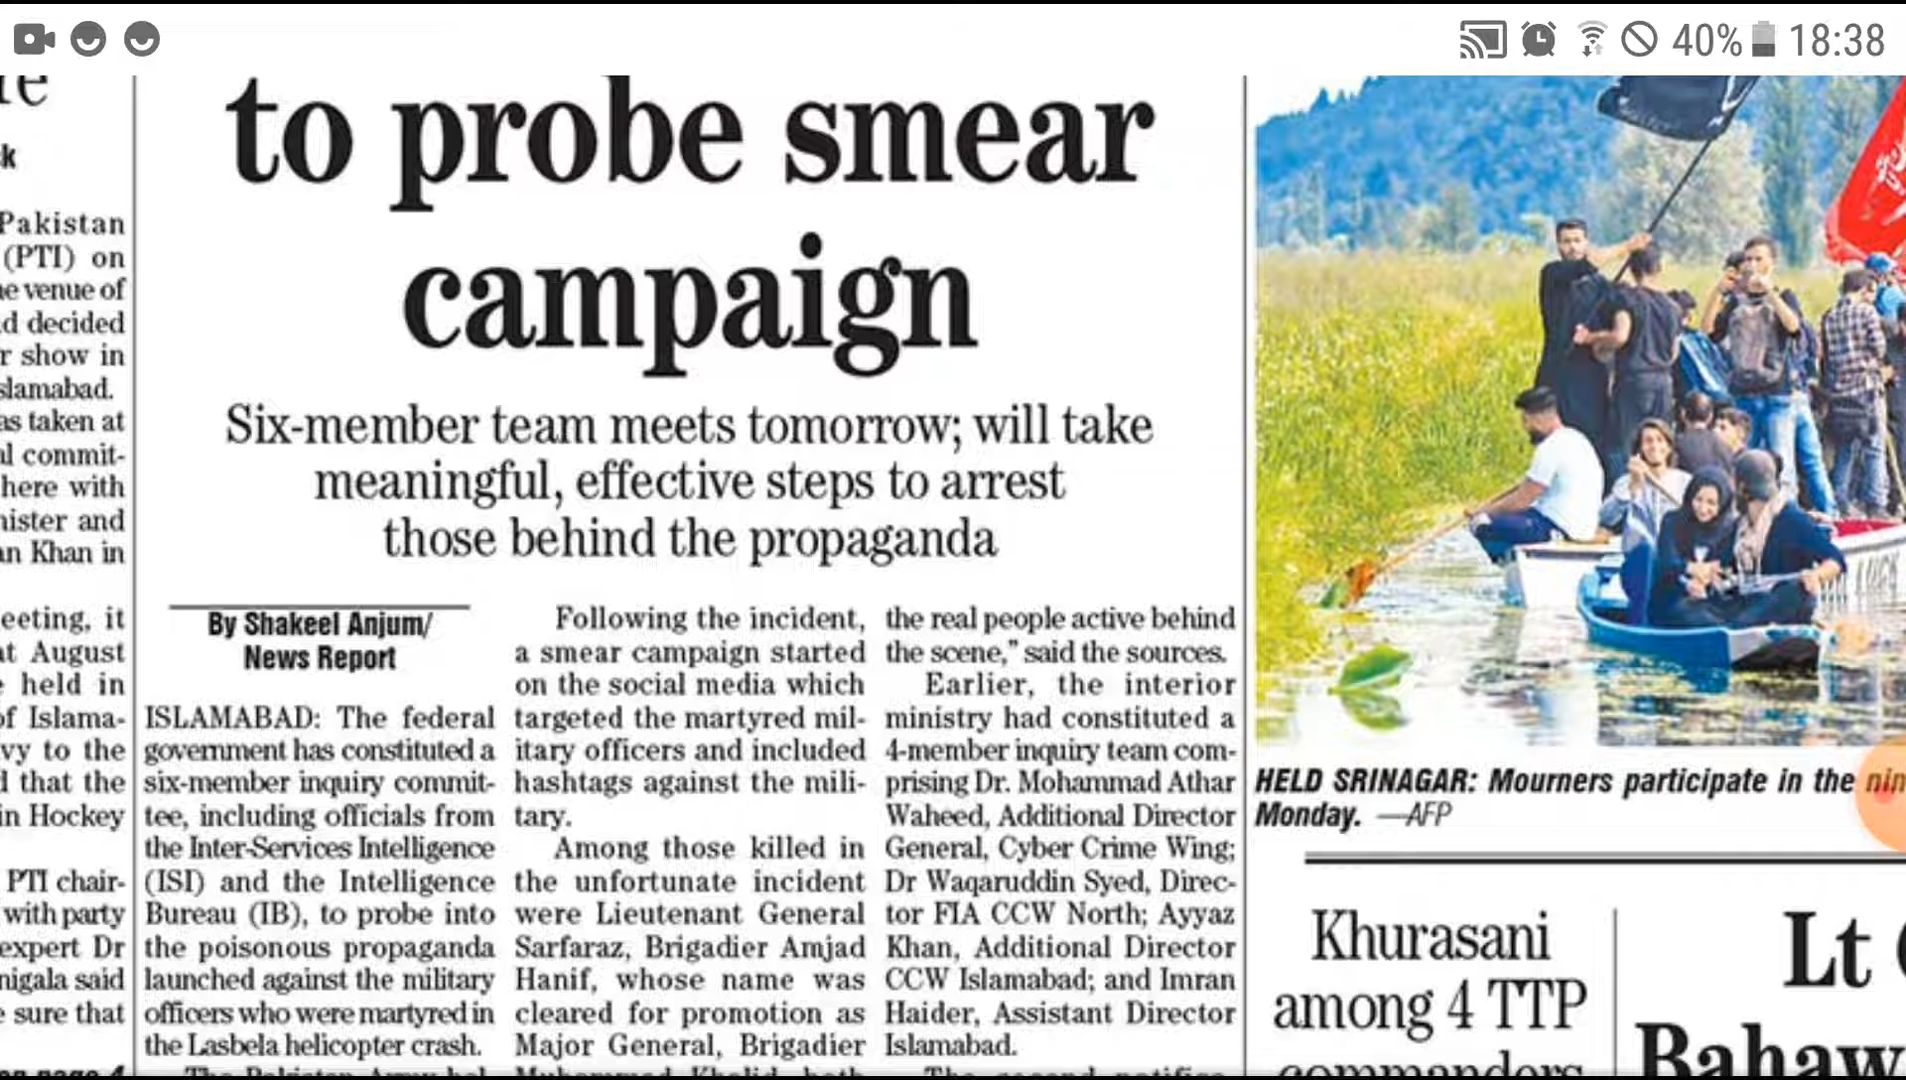 40% 18:38
k
Pakistan
(PTI) on
venue of
decided
show in
as taken at
commit-
here with
and
Khan in
eeting, it
August
held in
Islama-
to the
that the
in Hockey
PTI chair-
with party
expert Dr
said
sure that
to probe smear
campaign
Six-member team meets tomorrow; will take
meaningful, effective steps to arrest
those behind the propaganda
By Shakeel Anjum/
News Report
ISLAMABAD: The federal
government has constituted a
six-member inquiry commit-
tee, including officials from
the Inter-Services Intelligence
(ISI) and the Intelligence
Bureau (IB), to probe into
the poisonous propaganda
launched against the military
officers who were martyred in
the Lasbela helicopter crash.
Following the incident,
a smear campaign started
on the social media which
targeted the martyred mil-
itary officers and included
hashtags against the mili-
tary.
Among those killed in
the unfortunate incident
were Lieutenant General
Sarfaraz, Brigadier Amjad
Hanif, whose name was
cleared for promotion as
Major General, Brigadier
the real people active behind
the scene,” said the sources.
Earlier, the interior
ministry had constituted a
4-member inquiry team com-
prising Dr. Mohammad Athar
Waheed, Additional Director
General, Cyber Crime Wing;
Dr Waqaruddin Syed, Direc-
tor FIA CCW North; Ayyaz
Khan, Additional Director
CCW Islamabad; and Imran
Haider, Assistant Director
Islamabad.
HELD SRINAGAR: Mourners participate in the nin
Monday. —AFP
Khurasani
among 4 TTP
commanders
Lt
Bahaw